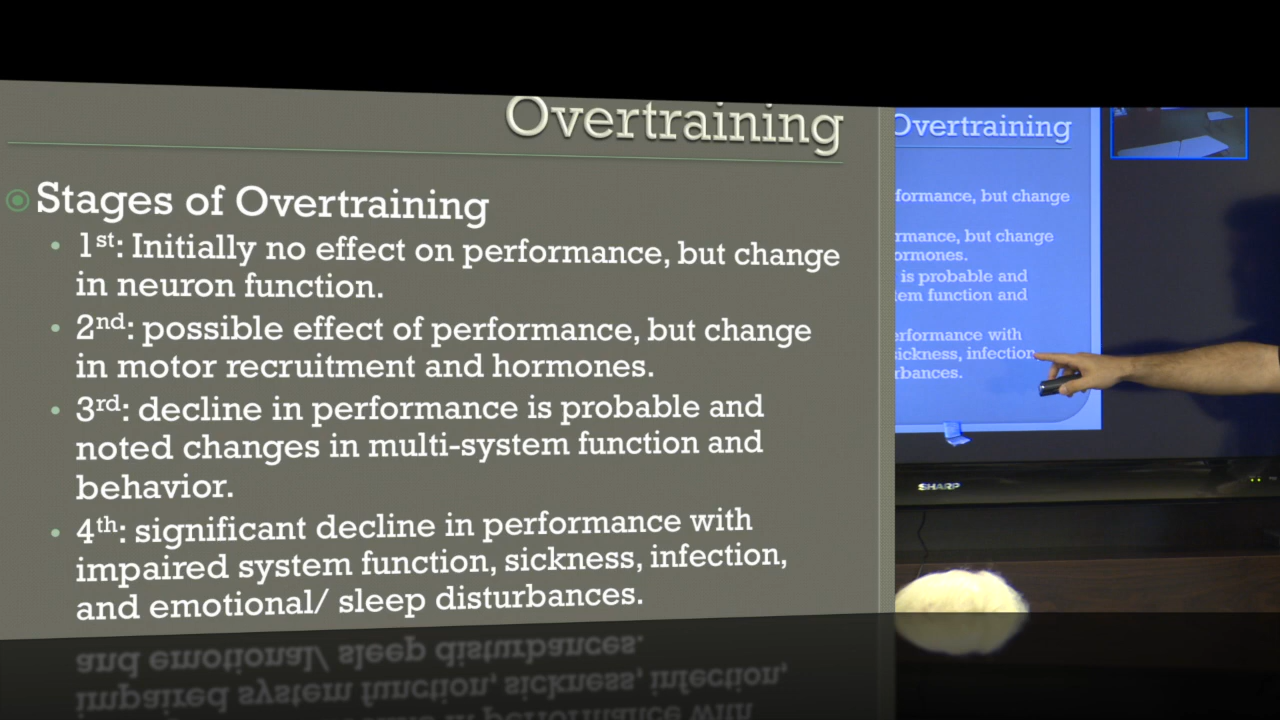 Overtraining
Stages of Overtraining
1st: Initially no effect on performance, but change
in neuron function.
2nd: possible effect of performance, but change
in motor recruitment and hormones.
3rd: decline in performance is probable and
noted changes in multi-system function and
behavior.
4th: significant decline in performance with
impaired system function, sickness, infection,
and emotional/ sleep disturbances.
Overtraining
formance, but change
rmance, but change
ormones.
is probable and
em function and
erformance with
sickness, infection,
rbances.
SHARP